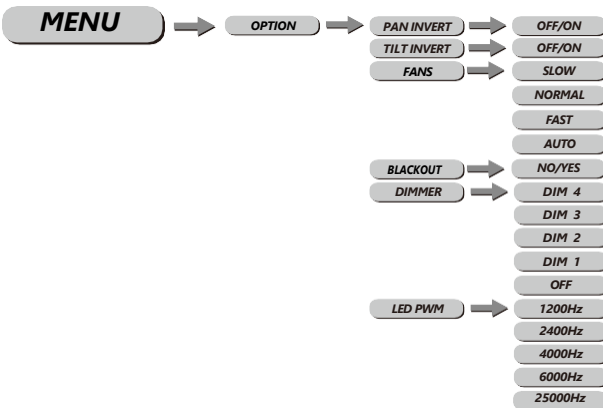 MENU OPTION PAN INVERT OFF/ON
TILT INVERT OFF/ON
FANS SLOW
NORMAL
FAST
AUTO
BLACKOUT NO/YES
DIMMER DIM 4
DIM 3
DIM 2
DIM 1
OFF
LED PWM 1200Hz
2400Hz
4000Hz
6000Hz
25000Hz